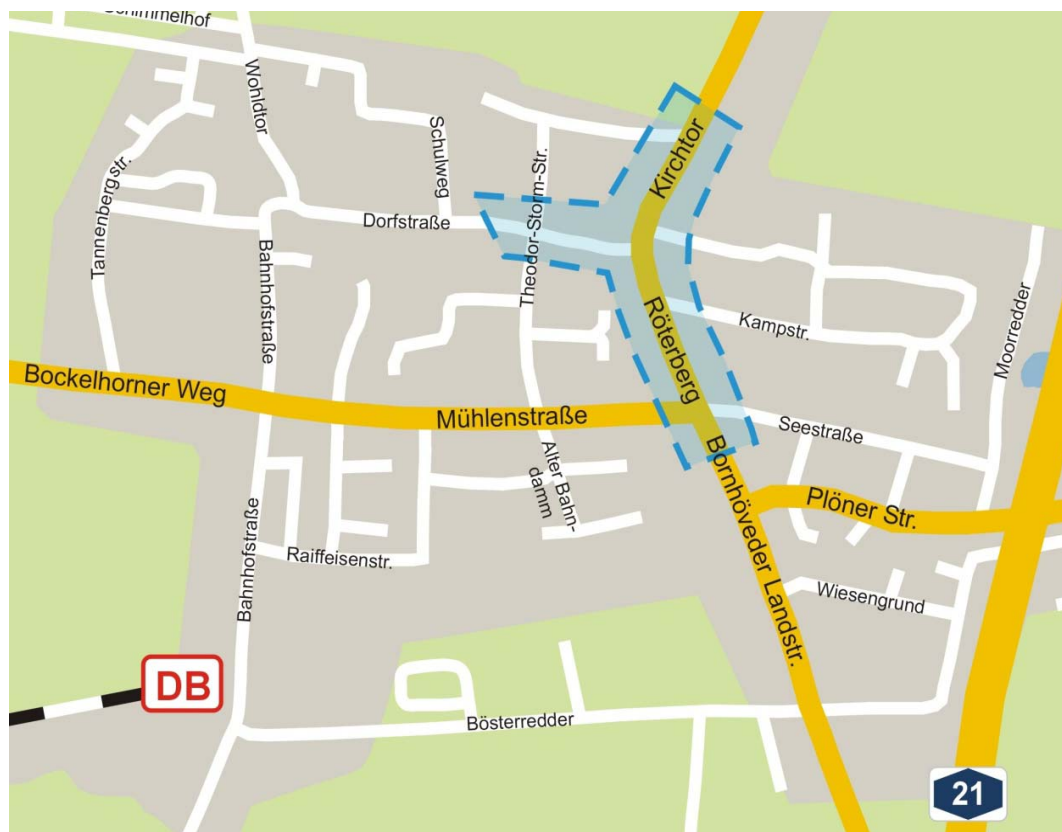 Schimmelhof
Wohldtor
Schulweg
Kirchtor
Tannenbergstr.
Dorfstraße
Theodor-Storm-Str.
Bahnhofstraße
Röterberg
Kampstr.
Moorredder
Bockelhorner Weg
Mühlenstraße
Seestraße
Alter Bahn-
damm
Bornhöveder Landstr.
Plöner Str.
Bahnhofstraße
Raiffeisenstr.
Wiesengrund
DB
Bösterredder
21